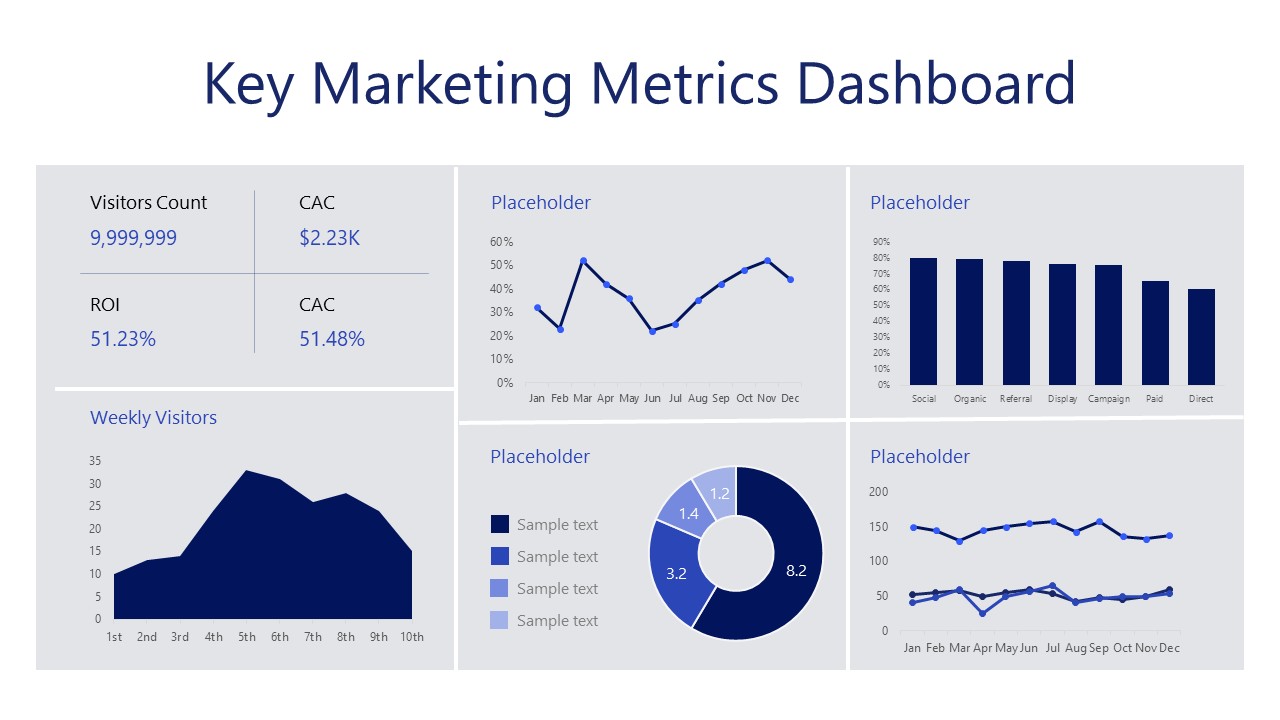 Key Marketing Metrics Dashboard
Visitors Count
9,999,999
CAC
$2.23K
ROI
51.23%
CAC
51.48%
Weekly Visitors
35
30
25
20
15
10
5
0
1st 2nd 3rd 4th 5th 6th 7th 8th 9th 10th
Placeholder
60%
50%
40%
30%
20%
10%
0%
Jan Feb Mar Apr May Jun Jul Aug Sep Oct Nov Dec
Placeholder
Sample text
Sample text
Sample text
Sample text
1.2
1.4
3.2
8.2
Placeholder
90%
80%
70%
60%
50%
40%
30%
20%
10%
0%
Social Organic Referral Display Campaign Paid Direct
Placeholder
200
150
100
50
0
Jan Feb Mar Apr May Jun Jul Aug Sep Oct Nov Dec